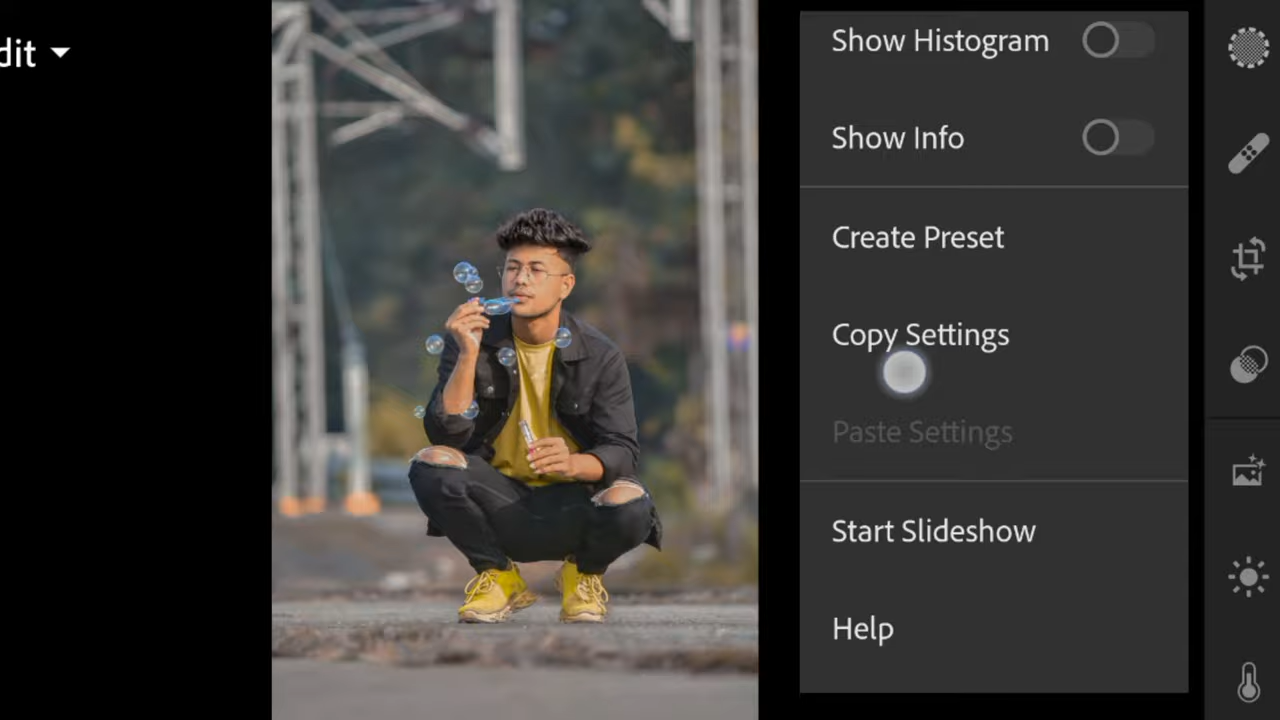 dit
Show Histogram
Show Info
Create Preset
Copy Settings
Paste Settings
Start Slideshow
Help